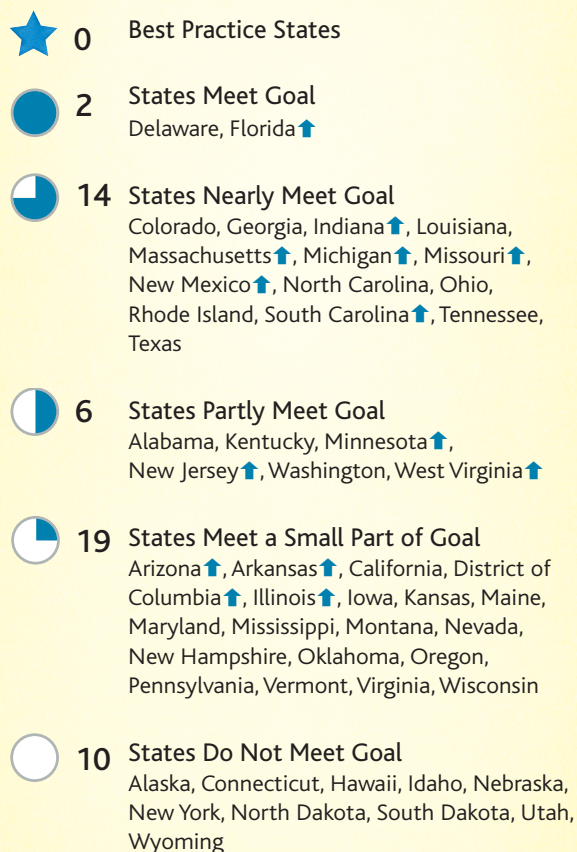 0 Best Practice States
2 States Meet Goal
Delaware, Florida⬆
14 States Nearly Meet Goal
Colorado, Georgia, Indiana⬆, Louisiana,
Massachusetts⬆, Michigan⬆, Missouri⬆,
New Mexico⬆, North Carolina, Ohio,
Rhode Island, South Carolina⬆, Tennessee,
Texas
6 States Partly Meet Goal
Alabama, Kentucky, Minnesota⬆,
New Jersey⬆, Washington, West Virginia⬆
19 States Meet a Small Part of Goal
Arizona⬆, Arkansas⬆, California, District of
Columbia⬆, Illinois⬆, Iowa, Kansas, Maine,
Maryland, Mississippi, Montana, Nevada,
New Hampshire, Oklahoma, Oregon,
Pennsylvania, Vermont, Virginia, Wisconsin
10 States Do Not Meet Goal
Alaska, Connecticut, Hawaii, Idaho, Nebraska,
New York, North Dakota, South Dakota, Utah,
Wyoming